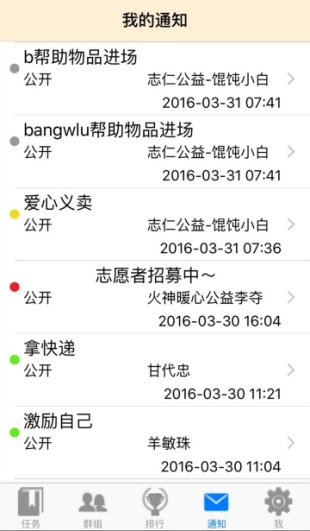 我的通知
b帮助物品进场
公开 志仁公益-馄饨小白
2016-03-31 07:41
bangwlu帮助物品进场
公开 志仁公益-馄饨小白
2016-03-31 07:41
爱心义卖
公开 志仁公益-馄饨小白
2016-03-31 07:36
志愿者招募中～
公开 火神暖心公益李夺
2016-03-30 16:04
拿快递
公开 甘代忠
2016-03-30 11:21
激励自己
公开 羊敏珠
2016-03-30 11:04
任务 群组 排行 通知 我